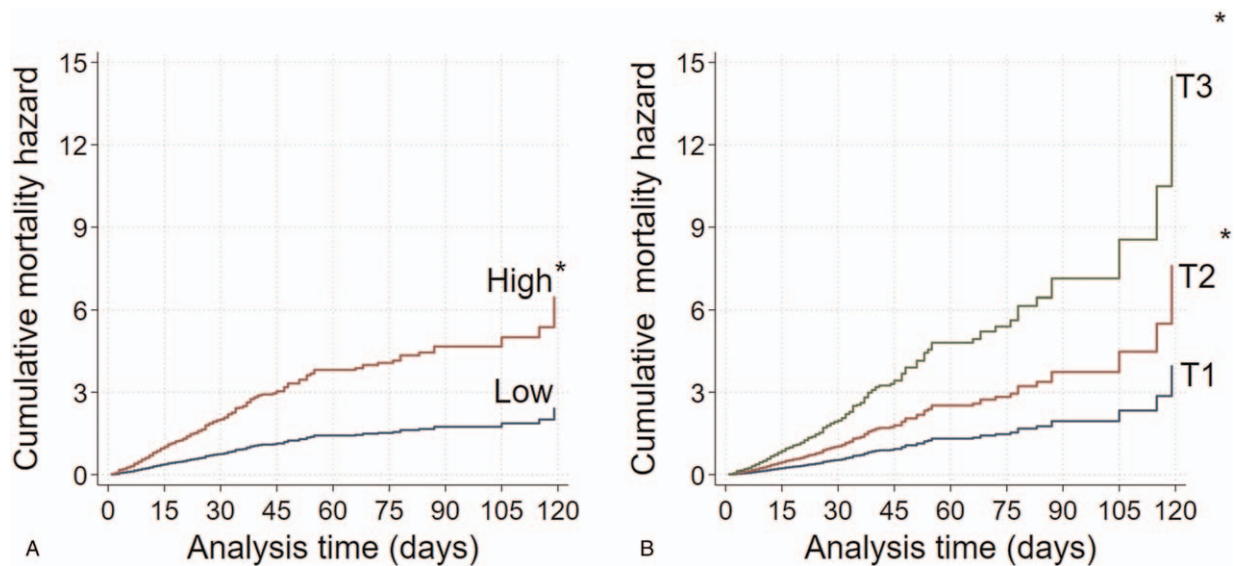 *
15
12
9
6
3
0
Cumulative mortality hazard
High*
Low
0 15 30 45 60 75 90 105 120
A
Analysis time (days)
15
12
9
6
3
0
Cumulative mortality hazard
T3
*
T2
T1
0 15 30 45 60 75 90 105 120
B
Analysis time (days)